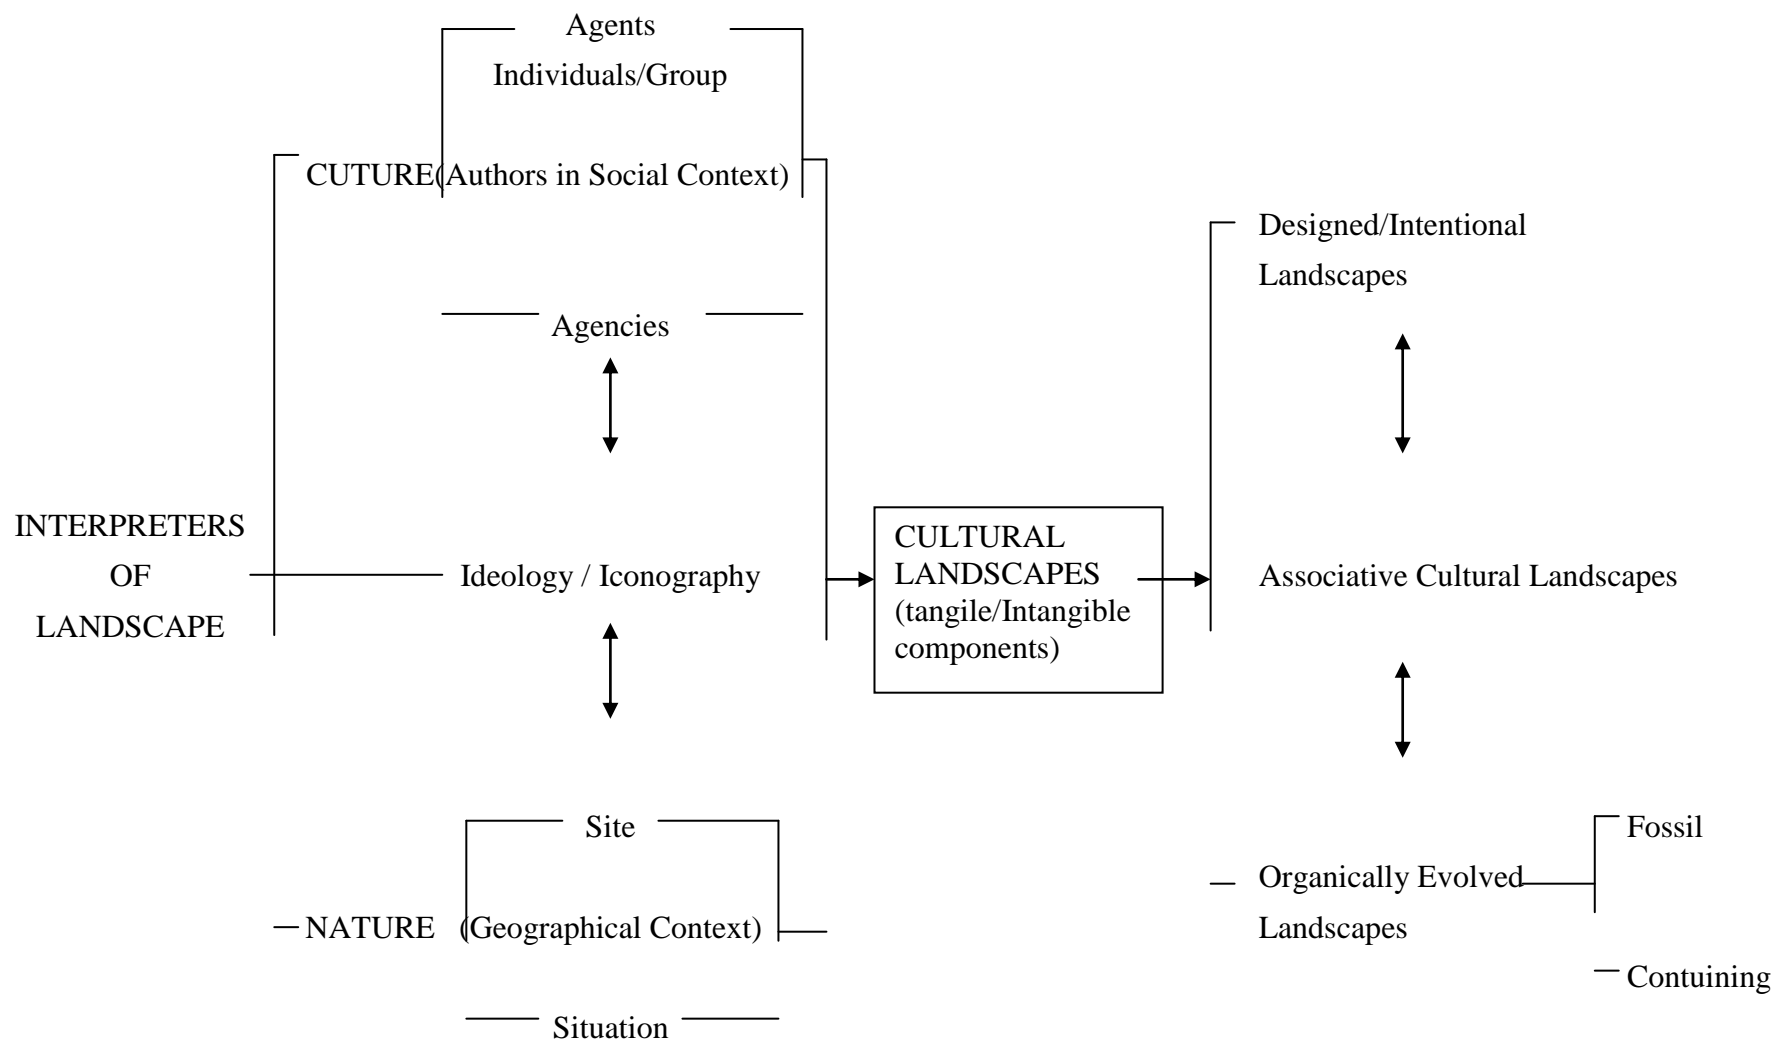 Agents
Individuals/Group
CUTURE(Authors in Social Context)
Agencies
INTERPRETERS
OF
LANDSCAPE
Ideology / Iconography
Site
NATURE (Geographical Context)
Situation
CULTURAL
LANDSCAPES
(tangile/Intangible
components)
Designed/Intentional
Landscapes
Associative Cultural Landscapes
Organically Evolved
Landscapes
Fossil
Contuining